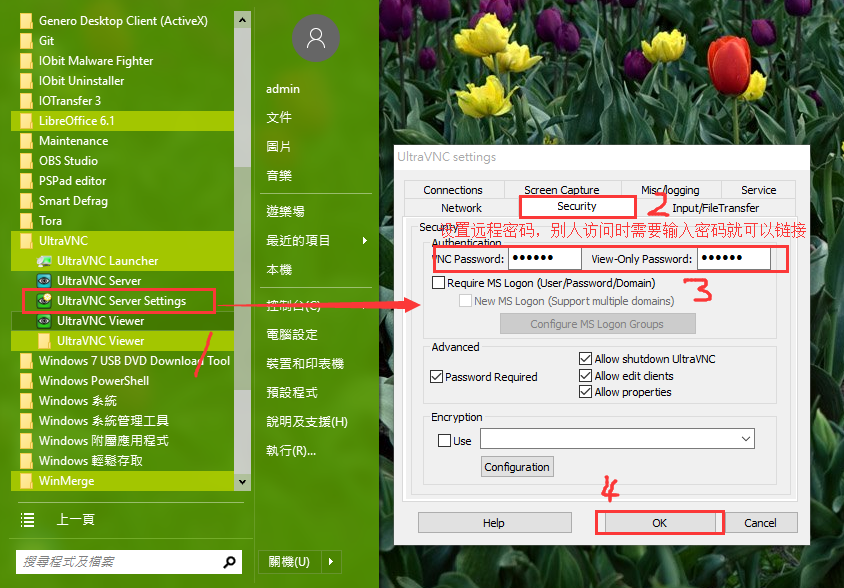 Genero Desktop Client (ActiveX)
Git
IObit Malware Fighter
IObit Uninstaller
IOTransfer 3
LibreOffice 6.1
Maintenance
OBS Studio
PSPad editor
Smart Defrag
Tora
UltraVNC
UltraVNC Launcher
UltraVNC Server
UltraVNC Server Settings
UltraVNC Viewer
UltraVNC Viewer
Windows 7 USB DVD Download Tool
Windows PowerShell
Windows 系統
Windows 系統管理工具
Windows 附屬應用程式
Windows 輕鬆存取
WinMerge
上一頁
搜尋程式及檔案
admin
文件
圖片
音樂
遊樂場
最近的項目
本機
控制台(C)
電腦設定
裝置和印表機
預設程式
說明及支援(H)
執行(R)...
關機(U)
1
UltraVNC settings
Connections
Screen Capture
Misc/logging
Service
Network
Security
2
Input/FileTransfer
Security
设置远程密码，别人访问时需要输入密码就可以链接
Authentication
VNC Password: ••••••
View-Only Password: ••••••
Require MS Logon (User/Password/Domain)
3
New MS Logon (Support multiple domains)
Configure MS Logon Groups
Advanced
Password Required
Allow shutdown UltraVNC
Allow edit clients
Allow properties
Encryption
Use
Configuration
4
Help
OK
Cancel